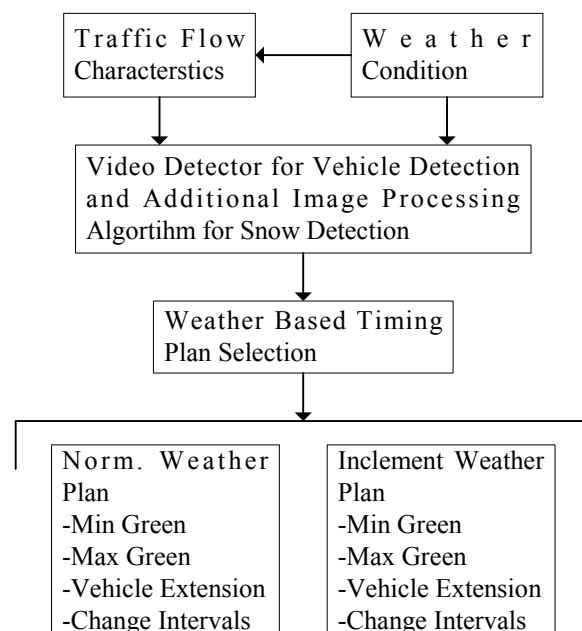 Traffic Flow
Characterstics
Weather
Condition
Video Detector for Vehicle Detection
and Additional Image Processing
Algortihm for Snow Detection
Weather Based Timing
Plan Selection
Norm. Weather
Plan
-Min Green
-Max Green
-Vehicle Extension
-Change Intervals
Inclement Weather
Plan
-Min Green
-Max Green
-Vehicle Extension
-Change Intervals